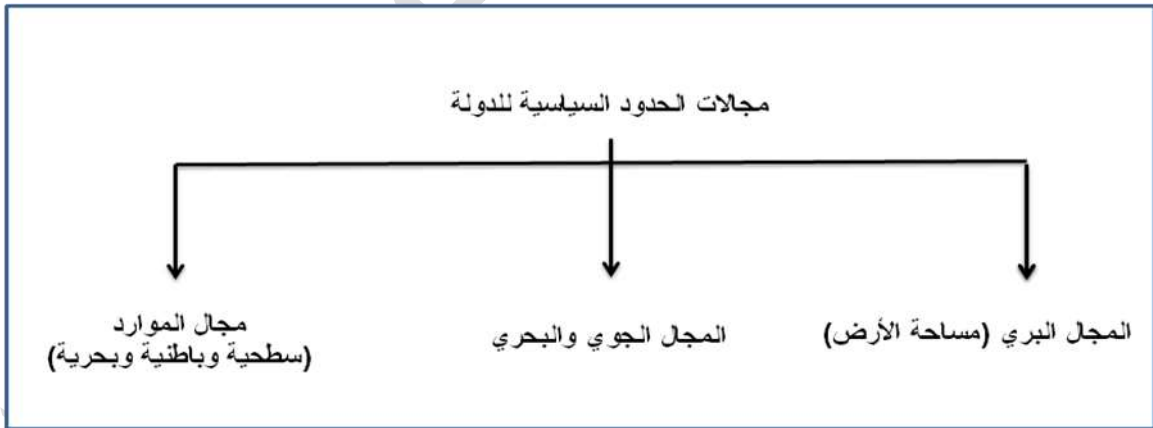 مجالات الحدود السياسية للدولة
المجال البري (مساحة الأرض)
المجال الجوي والبحري
مجال الموارد
(سطحية وباطنية وبحرية)